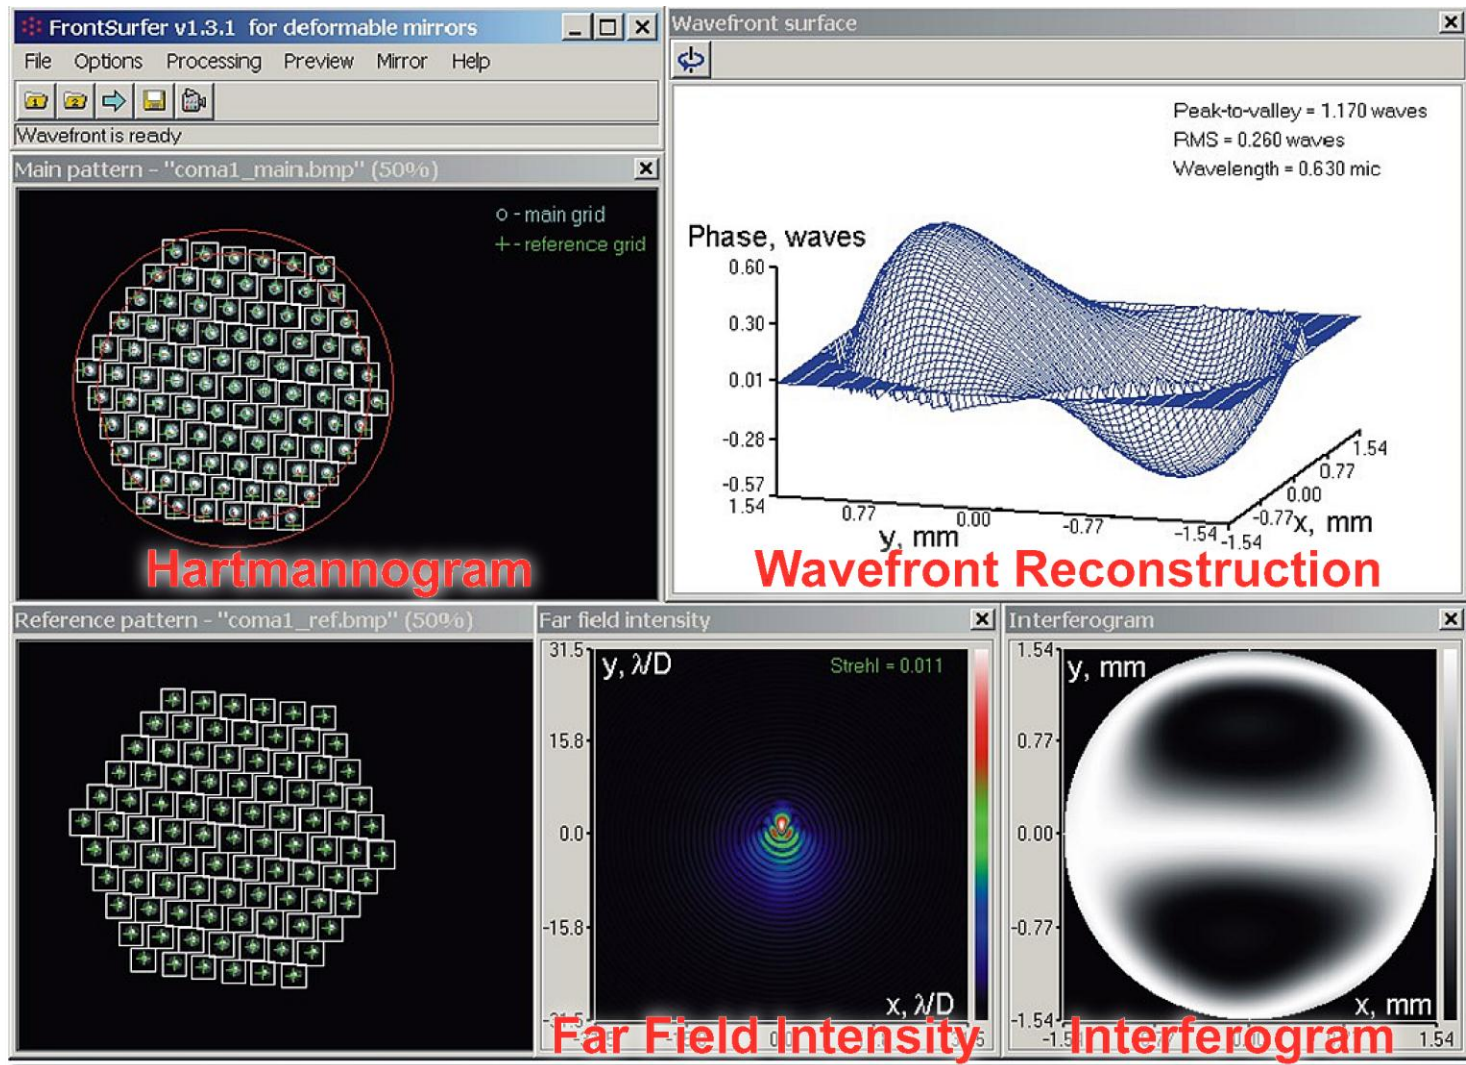 FrontSurfer v1.3.1 for deformable mirrors
File Options Processing Preview Mirror Help
Wavefront is ready
Main pattern - "coma1_main.bmp" (50%)
o - main grid
+ - reference grid
Hartmannogram
Wavefront surface
Peak-to-valley = 1.170 waves
RMS = 0.260 waves
Wavelength = 0.630 mic
Phase, waves
0.60
0.30
0.01
-0.28
-0.57
1.54
0.77
0.00
-0.77
-1.54
y, mm
-1.54
-0.77
0.00
0.77
1.54
x, mm
Wavefront Reconstruction
Reference pattern - "coma1_ref.bmp" (50%)
Far field intensity
31.5
15.8
0.0
-15.8
-31.5
y, λ/D
Strehl = 0.011
x, λ/D
Far Field Intensity
Interferogram
1.54
0.77
0.00
-0.77
-1.54
y, mm
x, mm
1.54
Interferogram